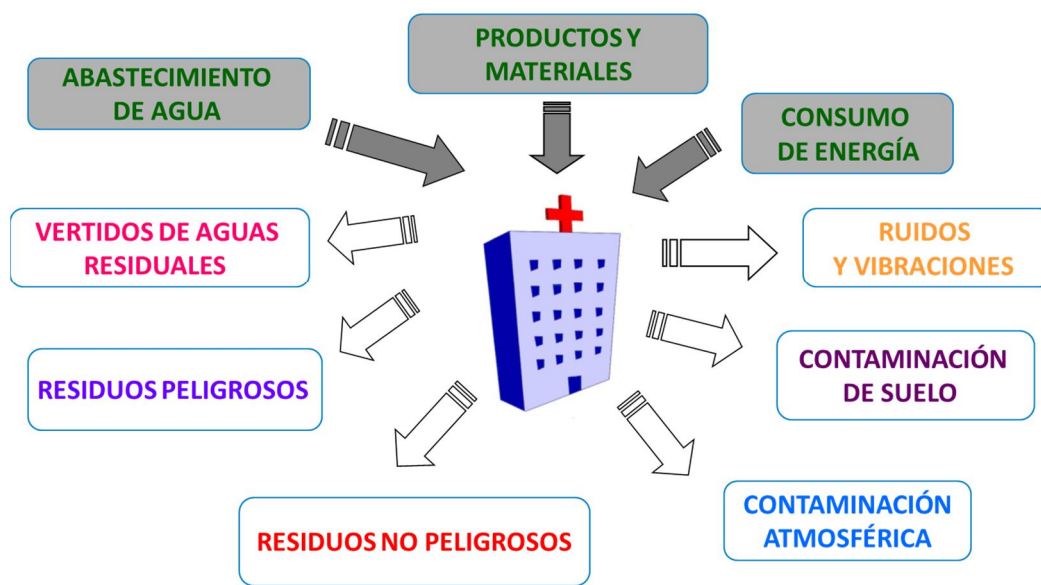 PRODUCTOS Y
MATERIALES
ABASTECIMIENTO
DE AGUA
CONSUMO
DE ENERGÍA
VERTIDOS DE AGUAS
RESIDUALES
RUIDOS
Y VIBRACIONES
RESIDUOS PELIGROSOS
CONTAMINACIÓN
DE SUELO
RESIDUOS NO PELIGROSOS
CONTAMINACIÓN
ATMOSFÉRICA